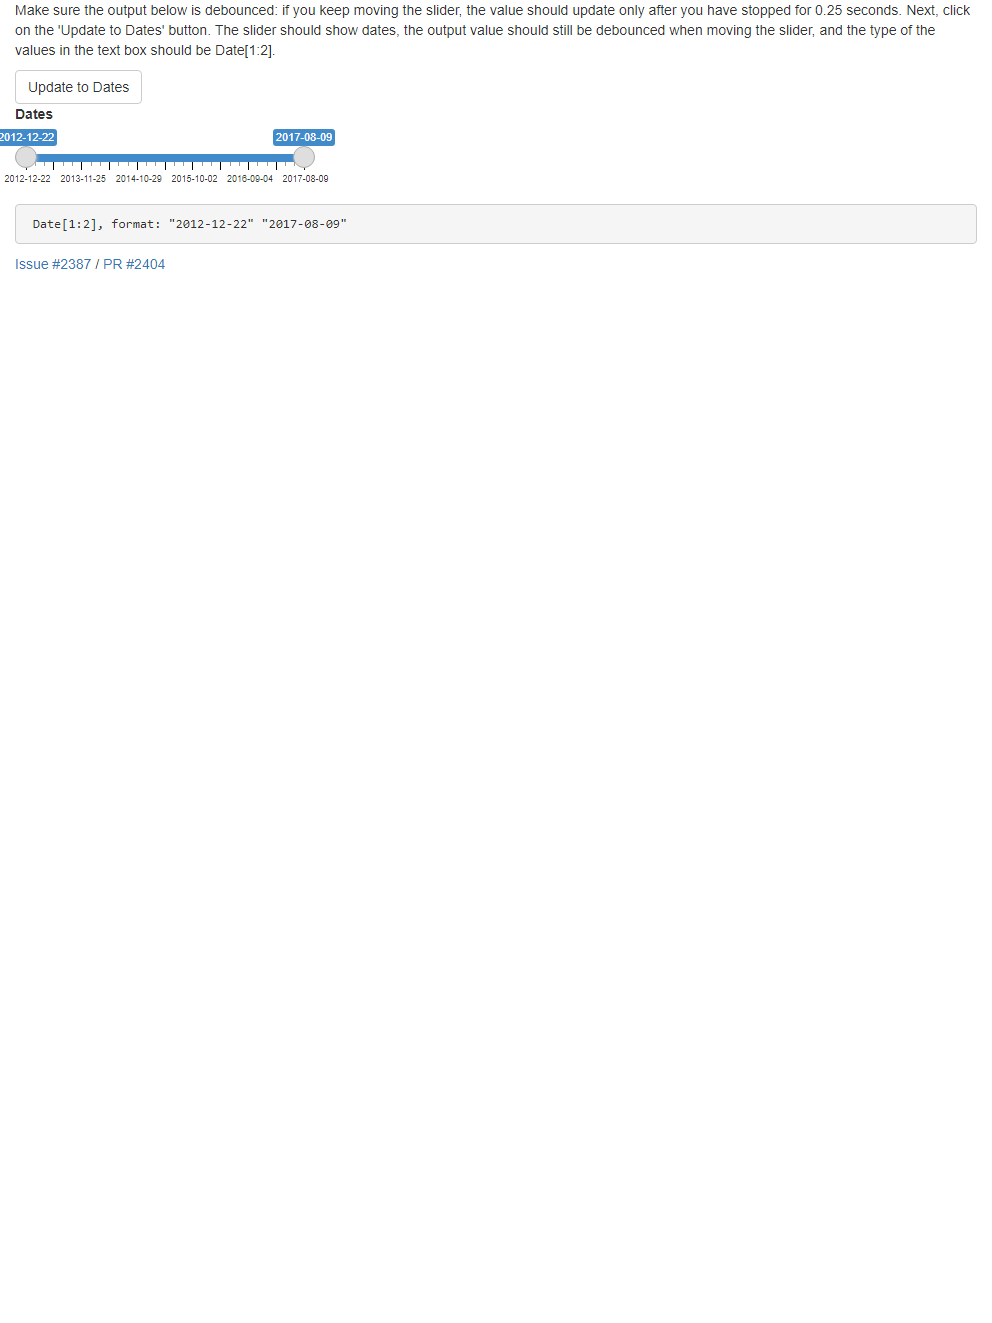 Make sure the output below is debounced: if you keep moving the slider, the value should update only after you have stopped for 0.25 seconds. Next, click
on the 'Update to Dates' button. The slider should show dates, the output value should still be debounced when moving the slider, and the type of the
values in the text box should be Date[1:2].
Update to Dates
Dates
2012-12-22 2017-08-09
2012-12-22 2013-11-25 2014-10-29 2015-10-02 2016-09-04 2017-08-09
Date[1:2], format: "2012-12-22" "2017-08-09"
Issue #2387 / PR #2404